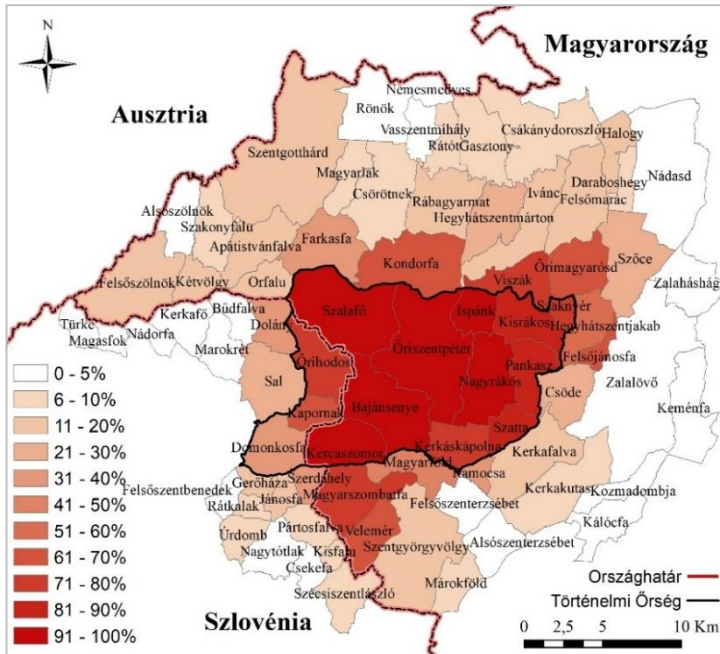 N
Magyarország
Ausztria
Nemesmedves
Rönök
Vasszentmihály
Csákánydoroszló
Rátót
Gasztony
Halogy
Szentgotthárd
Nádasd
Magyarlak
Daraboshegy
Csörötnek
Ivánc
Rábagyarmat
Felsőmarác
Alsószölnök
Hegyhátszentmárton
Szakonyfalu
Farkasfa
Apátistvánfalva
Szőce
Kondorfa
Őrimagyarósd
Viszák
Felsőszölnök
Kétvölgy
Orfalu
Zalaháshág
Szaknyér
Szalafő
Ispánk
Büdfalva
Kerkafő
Kisrákos
Hegyhátszentjakab
Türke
Nádorfa
Dolány
Magasfok
Őriszentpéter
Marokrét
Felsőjánosfa
Pankasz
Őrihodos
0 - 5%
Sal
Zalalövő
Nagyrákos
Csöde
6 - 10%
Keménfa
Bajánsenye
Kapornak
11 - 20%
Szatta
21 - 30%
Domonkosfa
Kerkáskápolna
Kercaszomor
Kerkafalva
31 - 40%
Magyarföld
Ramocsa
Gerőháza
Szerdahely
41 - 50%
Felsőszentbenedek
Kerkakutas
Kozmadombja
Jánosfa
Magyarszombatfa
Rátkalak
Felsőszenterzsébet
51 - 60%
Kálócfa
Pártosfalva
Velemér
61 - 70%
Ürdomb
Alsószenterzsébet
Szentgyörgyvölgy
Kisfalu
Nagytótlak
71 - 80%
Csekefa
Márokföld
Országhatár
81 - 90%
Szécsiszentlászló
Történelmi Őrség
91 - 100%
Szlovénia
0
2,5
5
10 Km